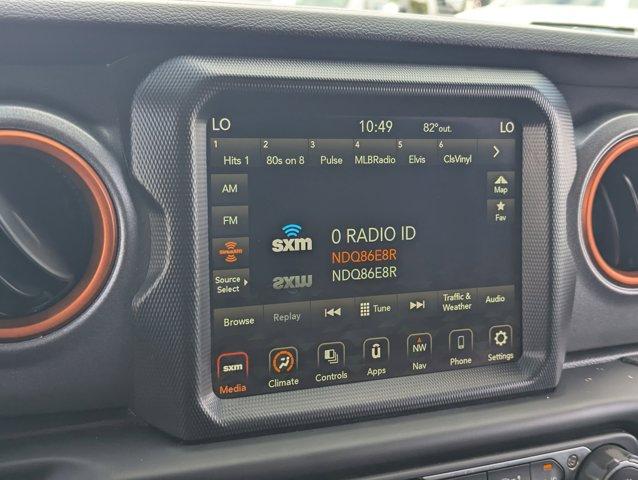 LO 10:49 82°out. LO
1 2 3 4 5 6
Hits 1 80s on 8 Pulse MLBRadio Elvis ClsVinyl
AM
Map
FM
Fav
SiriusXM
sxm
0 RADIO ID
NDQ86E8R
NDQ86E8R
sxm
Source
Select
Browse Replay Tune Traffic &
Weather Audio
sxm
Media
Climate
Controls
Apps
NW
Nav
Phone
Settings